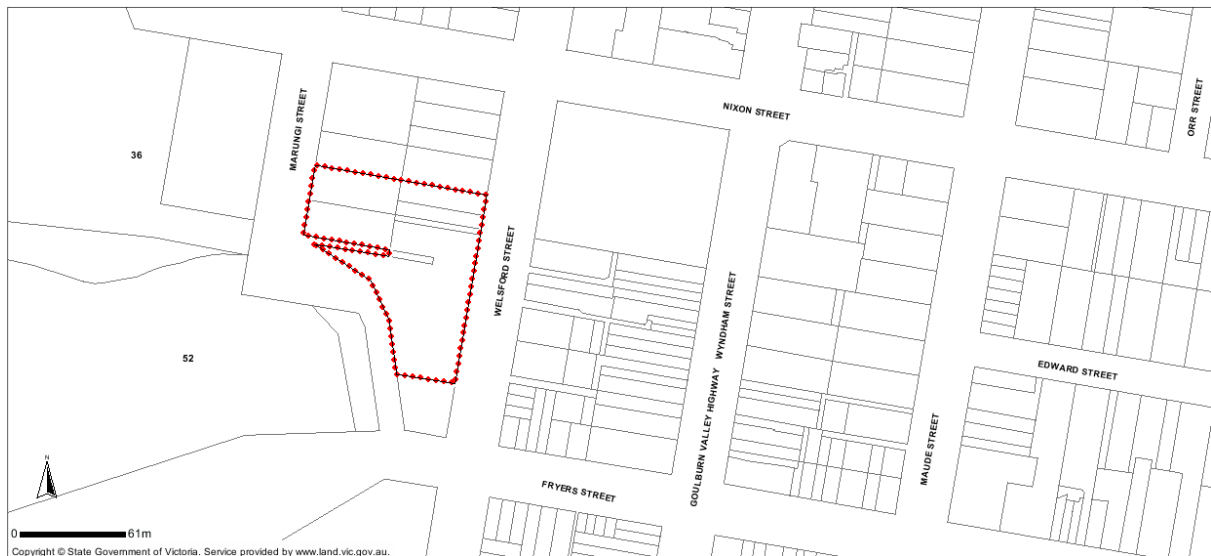 NIXON STREET
ORR STREET
MARUNGI STREET
36
WELSFORD STREET
GOULBURN VALLEY HIGHWAY WYNDHAM STREET
52
EDWARD STREET
MAUDE STREET
N
FRYERS STREET
0 61m
Copyright © State Government of Victoria. Service provided by www.land.vic.gov.au.